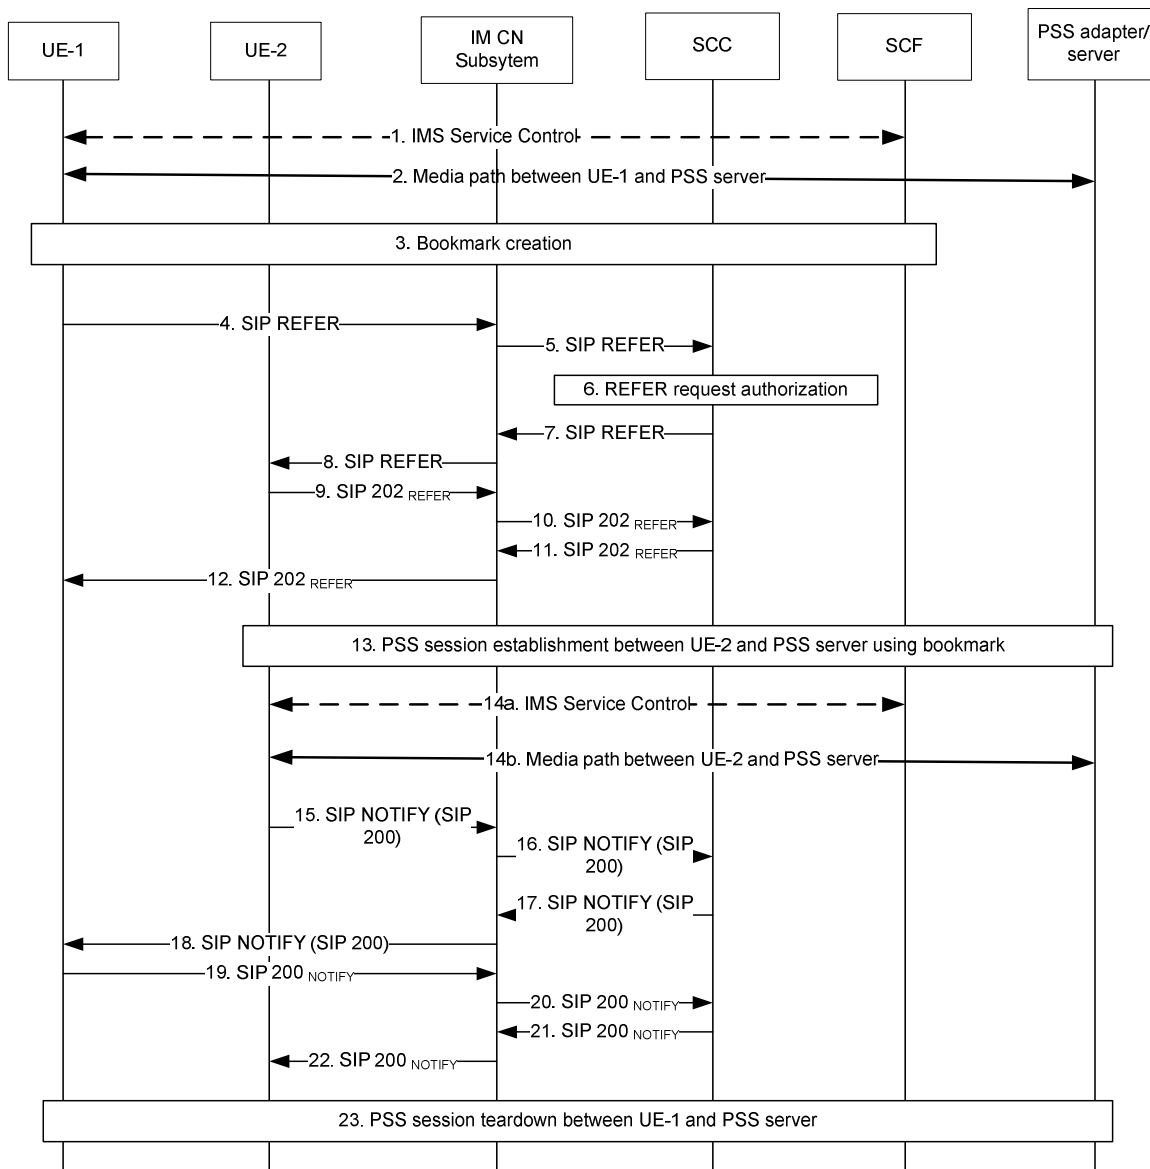 UE-1
UE-2
IM CN
Subsytem
SCC
SCF
PSS adapter/
server
1. IMS Service Control
2. Media path between UE-1 and PSS server
3. Bookmark creation
4. SIP REFER
5. SIP REFER
6. REFER request authorization
7. SIP REFER
8. SIP REFER
9. SIP 202 REFER
10. SIP 202 REFER
11. SIP 202 REFER
12. SIP 202 REFER
13. PSS session establishment between UE-2 and PSS server using bookmark
14a. IMS Service Control
14b. Media path between UE-2 and PSS server
15. SIP NOTIFY (SIP
200)
16. SIP NOTIFY (SIP
200)
17. SIP NOTIFY (SIP
200)
18. SIP NOTIFY (SIP 200)
19. SIP 200 NOTIFY
20. SIP 200 NOTIFY
21. SIP 200 NOTIFY
22. SIP 200 NOTIFY
23. PSS session teardown between UE-1 and PSS server